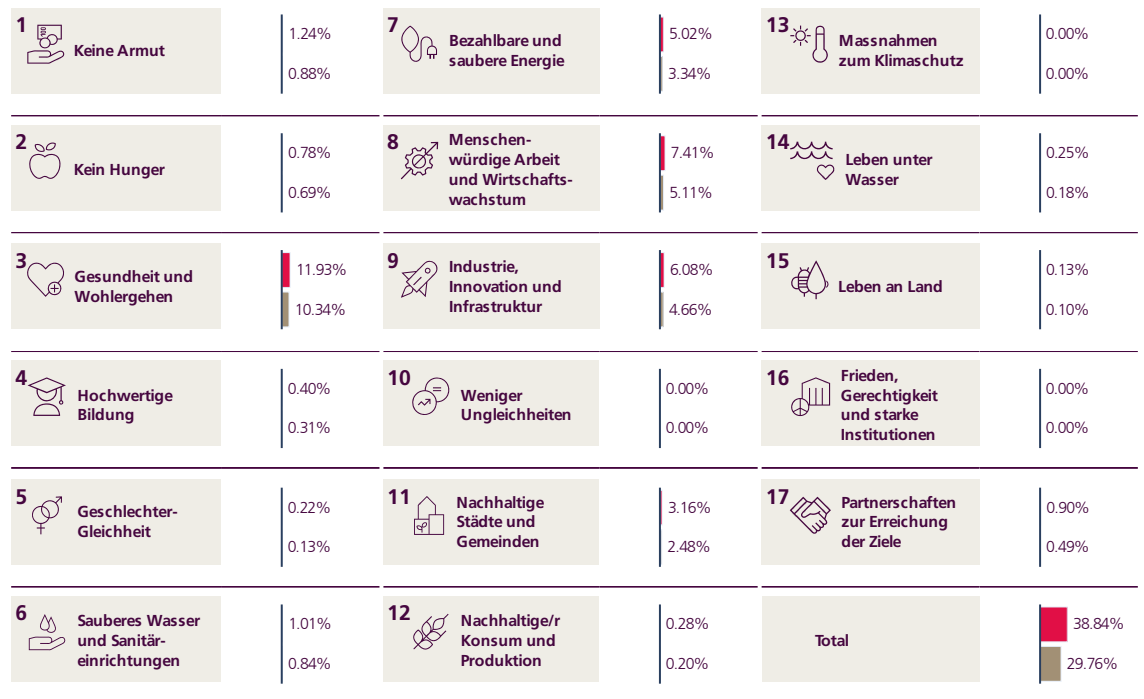 1
Keine Armut
1.24%
0.88%
2
Kein Hunger
0.78%
0.69%
3
Gesundheit und
Wohlergehen
11.93%
10.34%
4
Hochwertige
Bildung
0.40%
0.31%
5
Geschlechter-
Gleichheit
0.22%
0.13%
6
Sauberes Wasser
und Sanitär-
einrichtungen
1.01%
0.84%
7
Bezahlbare und
saubere Energie
5.02%
3.34%
8
Menschen-
würdige Arbeit
und Wirtschafts-
wachstum
7.41%
5.11%
9
Industrie,
Innovation und
Infrastruktur
6.08%
4.66%
10
Weniger
Ungleichheiten
0.00%
0.00%
11
Nachhaltige
Städte und
Gemeinden
3.16%
2.48%
12
Nachhaltige/r
Konsum und
Produktion
0.28%
0.20%
13
Massnahmen
zum Klimaschutz
0.00%
0.00%
14
Leben unter
Wasser
0.25%
0.18%
15
Leben an Land
0.13%
0.10%
16
Frieden,
Gerechtigkeit
und starke
Institutionen
0.00%
0.00%
17
Partnerschaften
zur Erreichung
der Ziele
0.90%
0.49%
Total
38.84%
29.76%